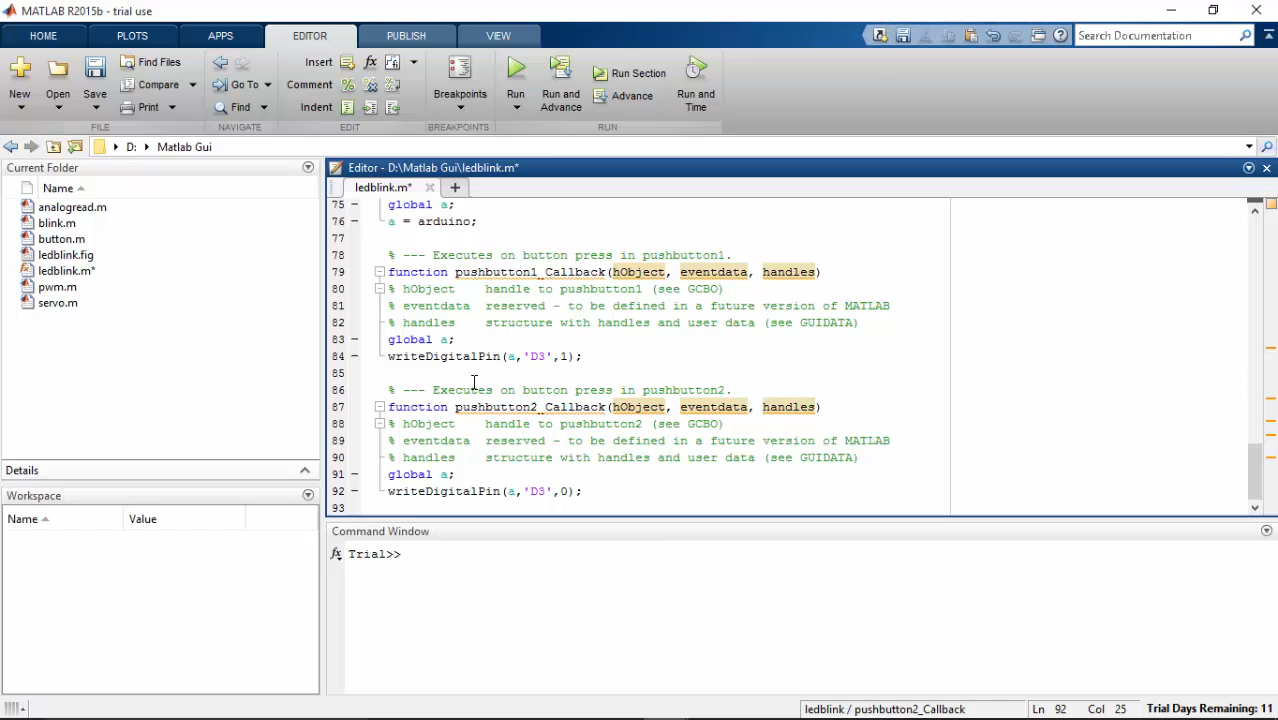 MATLAB R2015b - trial use
HOME PLOTS APPS EDITOR PUBLISH VIEW Search Documentation
New Open Save Find Files Compare Print
FILE
Go To Find
NAVIGATE
Insert fx
Comment
Indent
EDIT
Breakpoints
BREAKPOINTS
Run Run and Advance Run Section Advance Run and Time
RUN
D: Matlab Gui
Current Folder
Name
analogread.m
blink.m
button.m
ledblink.fig
ledblink.m*
pwm.m
servo.m
Details
Workspace
Name Value
Editor - D:\Matlab Gui\ledblink.m*
ledblink.m*
75 global a;
76 a = arduino;
77
78 % --- Executes on button press in pushbutton1.
79 function pushbutton1_Callback(hObject, eventdata, handles)
80 % hObject handle to pushbutton1 (see GCBO)
81 % eventdata reserved - to be defined in a future version of MATLAB
82 % handles structure with handles and user data (see GUIDATA)
83 global a;
84 writeDigitalPin(a,'D3',1);
85
86 % --- Executes on button press in pushbutton2.
87 function pushbutton2_Callback(hObject, eventdata, handles)
88 % hObject handle to pushbutton2 (see GCBO)
89 % eventdata reserved - to be defined in a future version of MATLAB
90 % handles structure with handles and user data (see GUIDATA)
91 global a;
92 writeDigitalPin(a,'D3',0);
93
Command Window
fx Trial>>
ledblink / pushbutton2_Callback Ln 92 Col 25 Trial Days Remaining: 11